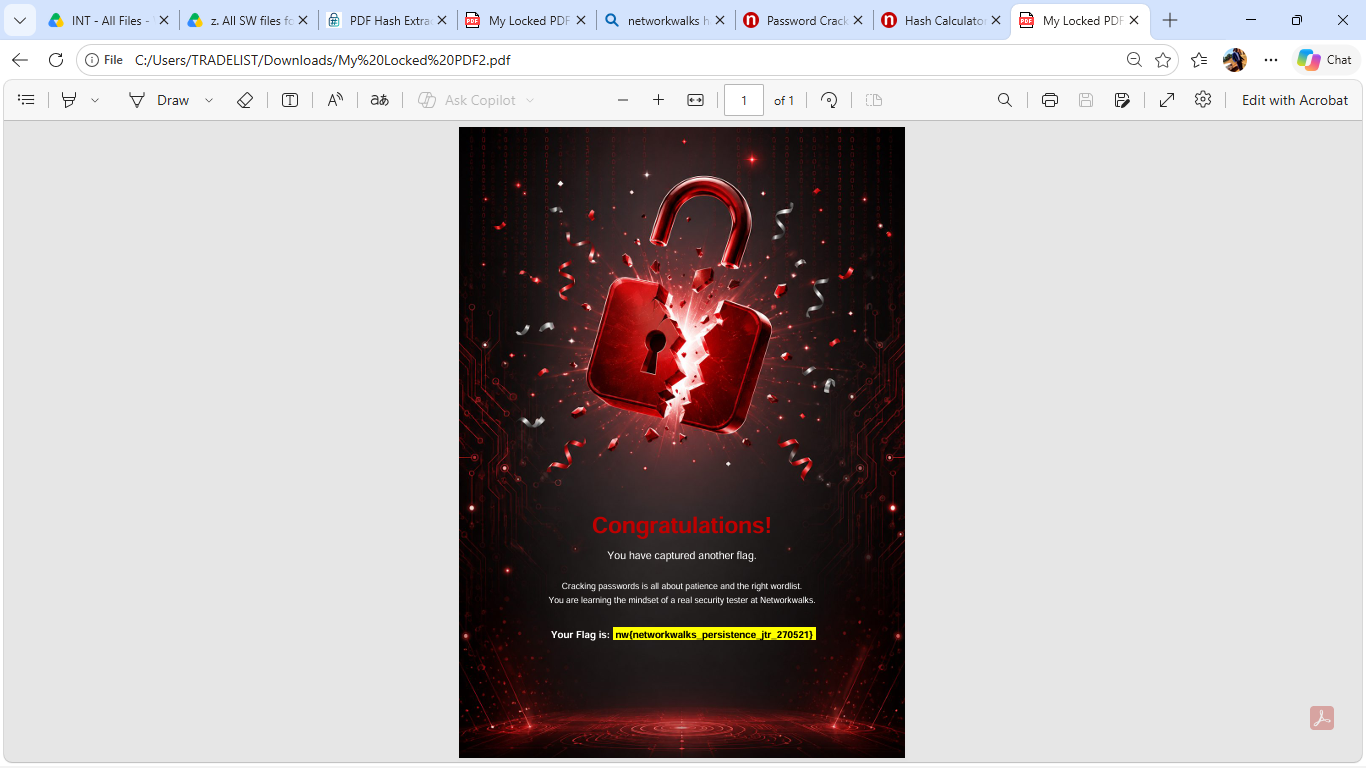 INT - All Files -
z. All SW files fo
PDF Hash Extra
My Locked PDF
networkwalks h
Password Crack
Hash Calculato
My Locked PDF
File C:/Users/TRADELIST/Downloads/My%20Locked%20PDF2.pdf
Chat
Draw
Ask Copilot
1 of 1
Edit with Acrobat
Congratulations!
You have captured another flag.
Cracking passwords is all about patience and the right wordlist.
You are learning the mindset of a real security tester at Networkwalks.
Your Flag is: nw{networkwalks_persistence_jtr_270521}